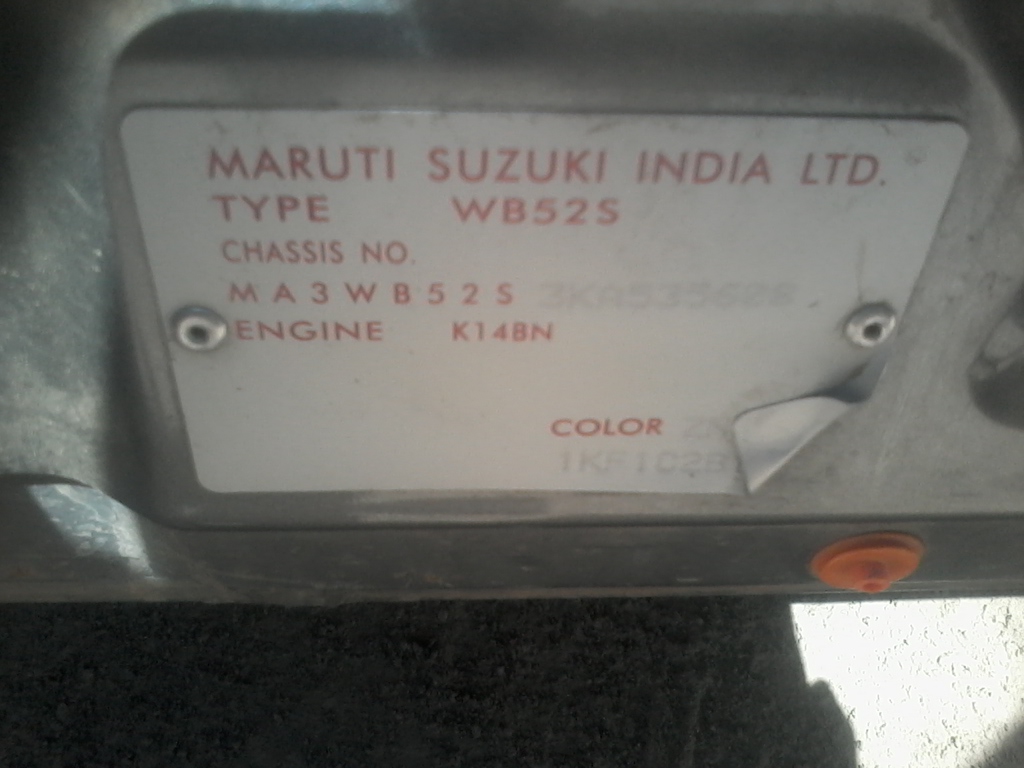 MARUTI SUZUKI INDIA LTD.
TYPE WB52S
CHASSIS NO.
MA3WB52S
ENGINE K14BN
COLOR